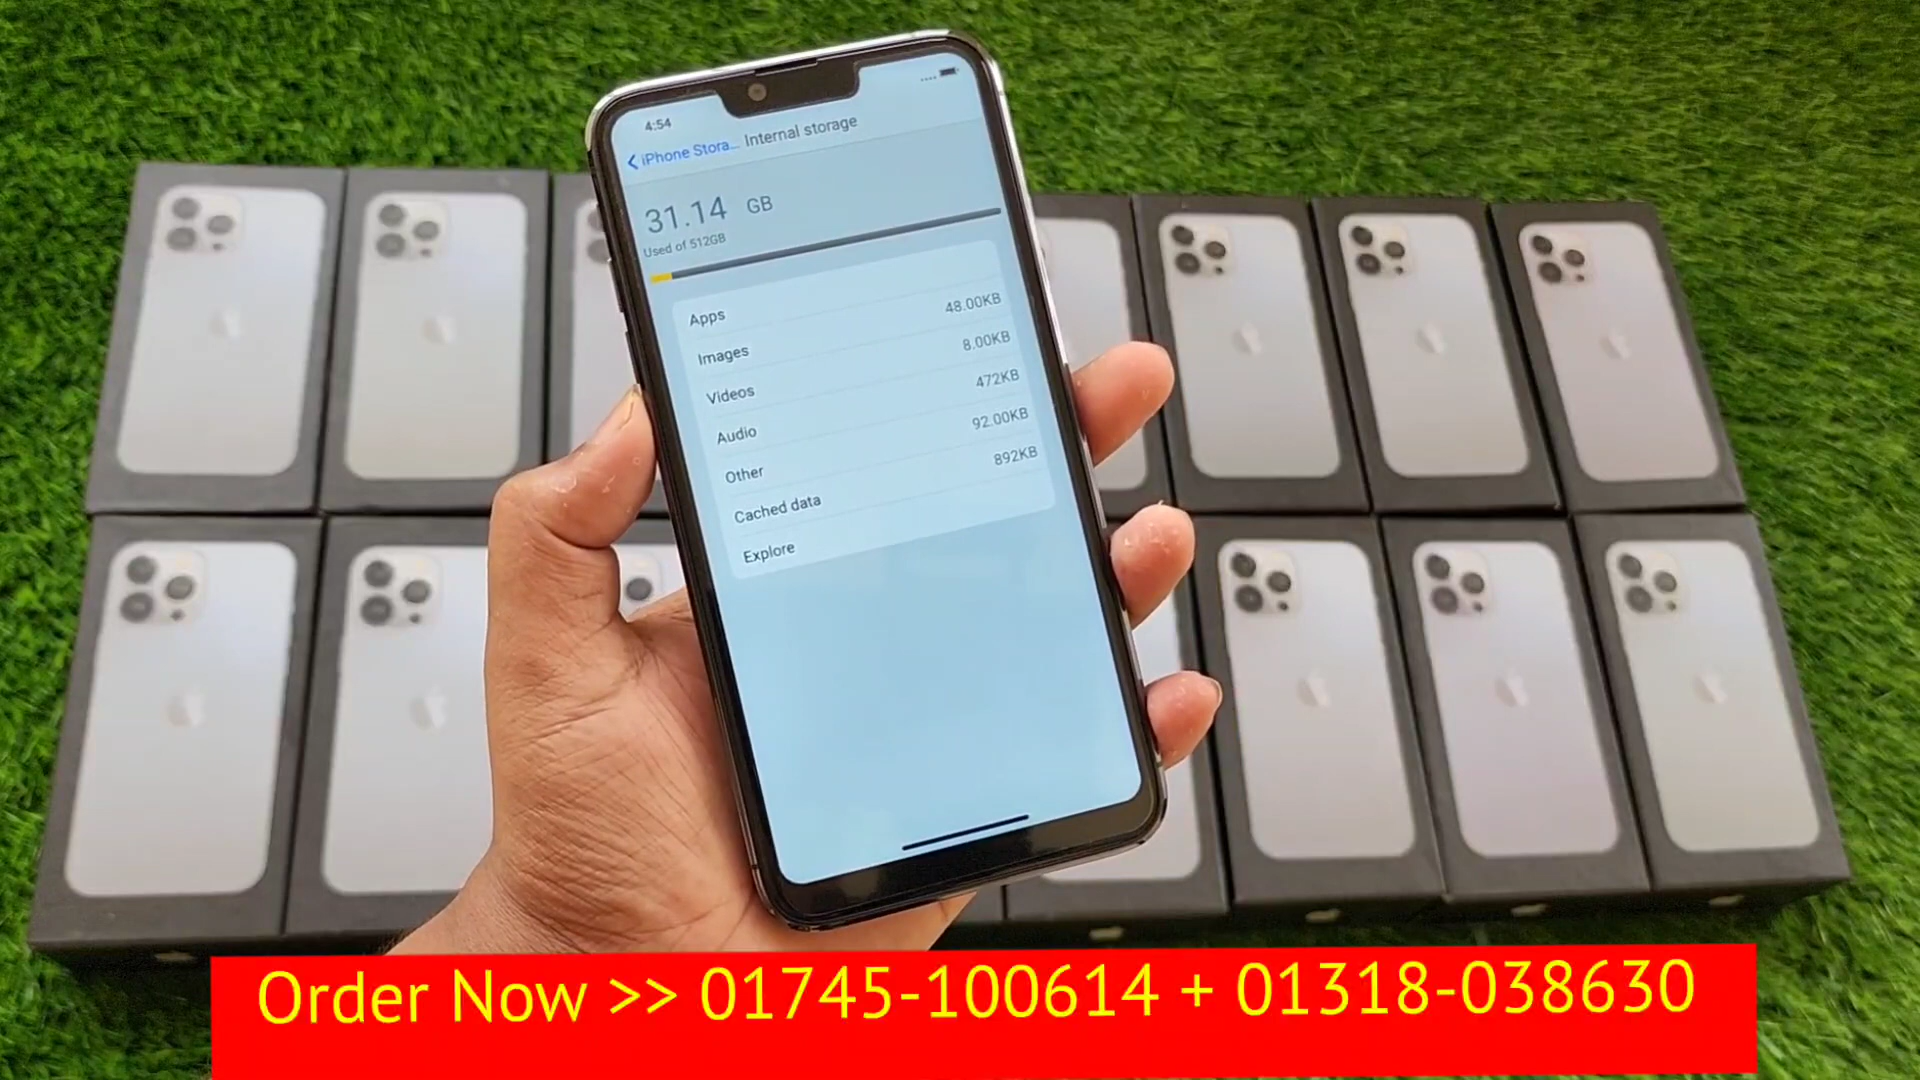 4:54
iPhone Stora... Internal storage
31.14 GB
Used of 512GB
Apps 48.00KB
Images 8.00KB
Videos 472KB
Audio 92.00KB
Other 892KB
Cached data
Explore
Order Now >> 01745-100614 + 01318-038630